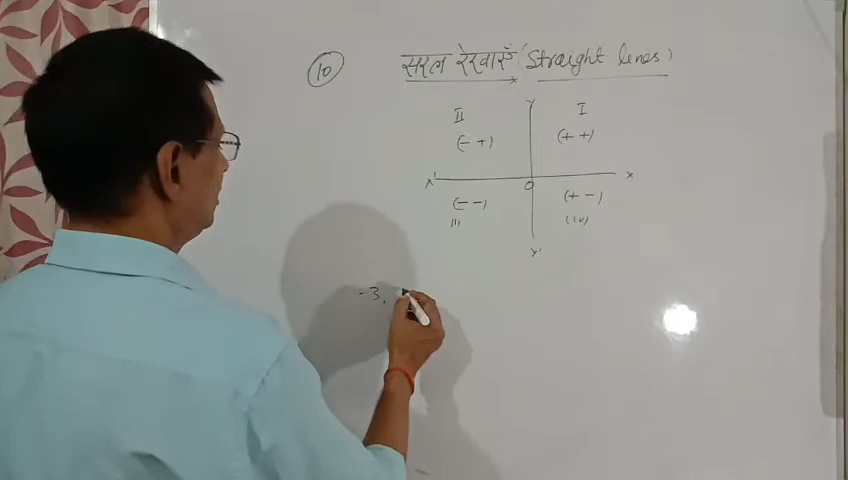 10 सरल रेखाएँ (Straight lines)
Y
II I
(- +) (+ +)
X' O X
(- -) (+ -)
III (IV)
Y'
-3,